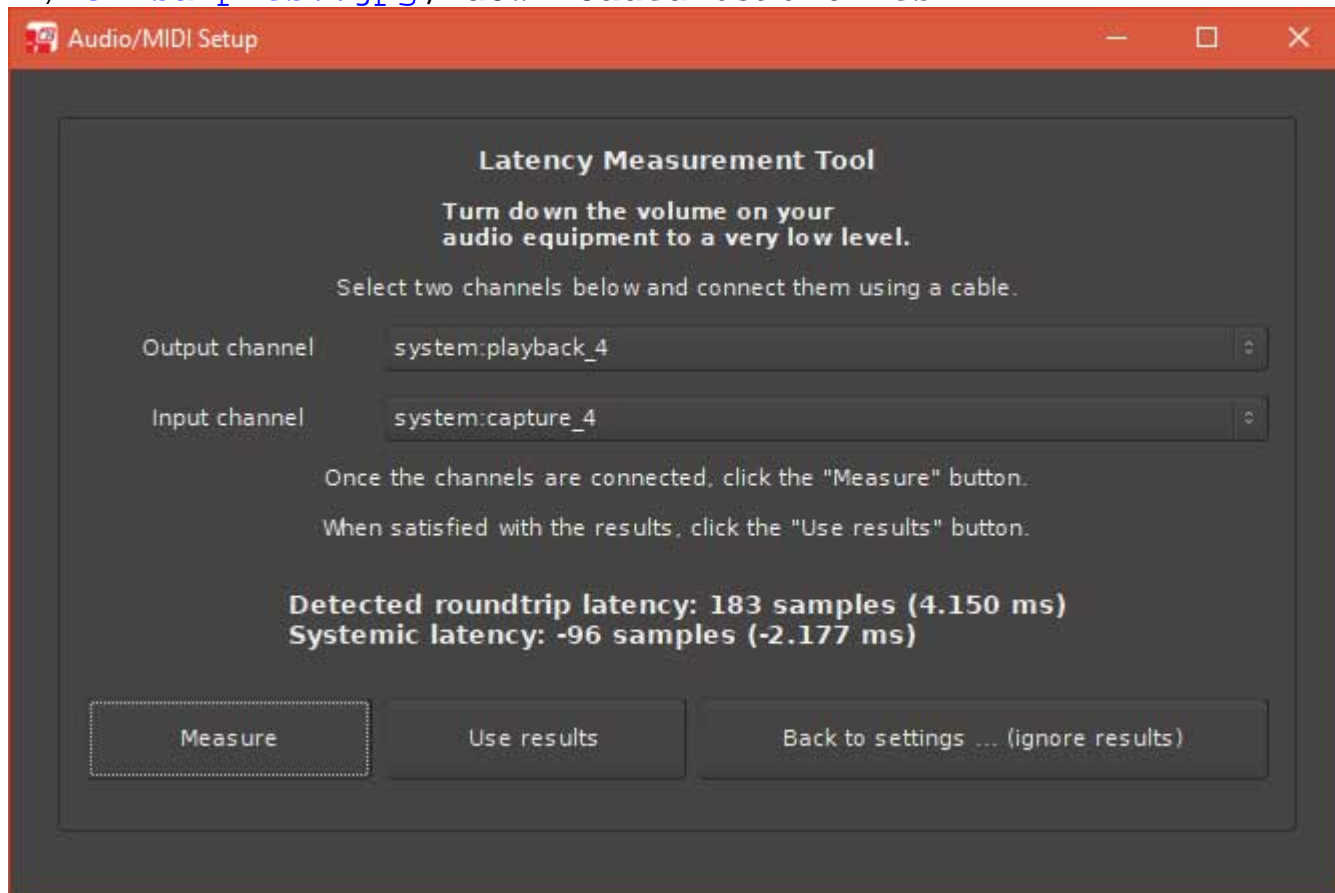 Audio/MIDI Setup
Latency Measurement Tool
Turn down the volume on your
audio equipment to a very low level.
Select two channels below and connect them using a cable.
Output channel system:playback_4
Input channel system:capture_4
Once the channels are connected, click the "Measure" button.
When satisfied with the results, click the "Use results" button.
Detected roundtrip latency: 183 samples (4.150 ms)
Systemic latency: -96 samples (-2.177 ms)
Measure Use results Back to settings ... (ignore results)